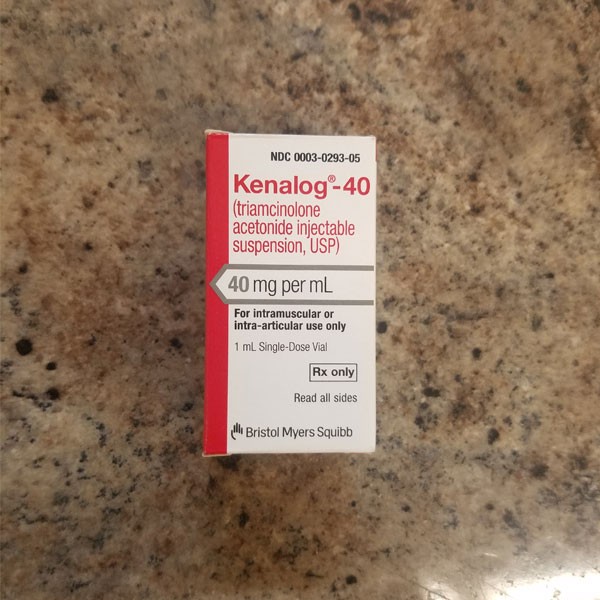 NDC 0003-0293-05
Kenalog®-40
(triamcinolone
acetonide injectable
suspension, USP)
40 mg per mL
For intramuscular or
intra-articular use only
1 mL Single-Dose Vial
Rx only
Read all sides
Bristol Myers Squibb